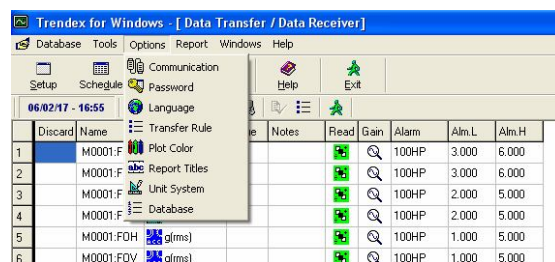 Trendex for Windows - [ Data Transfer / Data Receiver]
Database Tools Options Report Windows Help
Setup Schedule Help Exit
06/02/17 - 16:55
Communication
Password
Language
Transfer Rule
Plot Color
abc Report Titles
Unit System
Database
Discard Name Notes Read Gain Alarm Alm.L Alm.H
1 M0001:F 100HP 3.000 6.000
2 M0001:F 100HP 3.000 6.000
3 M0001:F 100HP 2.000 5.000
4 M0001:F 100HP 2.000 5.000
5 M0001:FOH g(rms) 100HP 1.000 5.000
6 M0001:FOV g(rms) 100HP 1.000 5.000